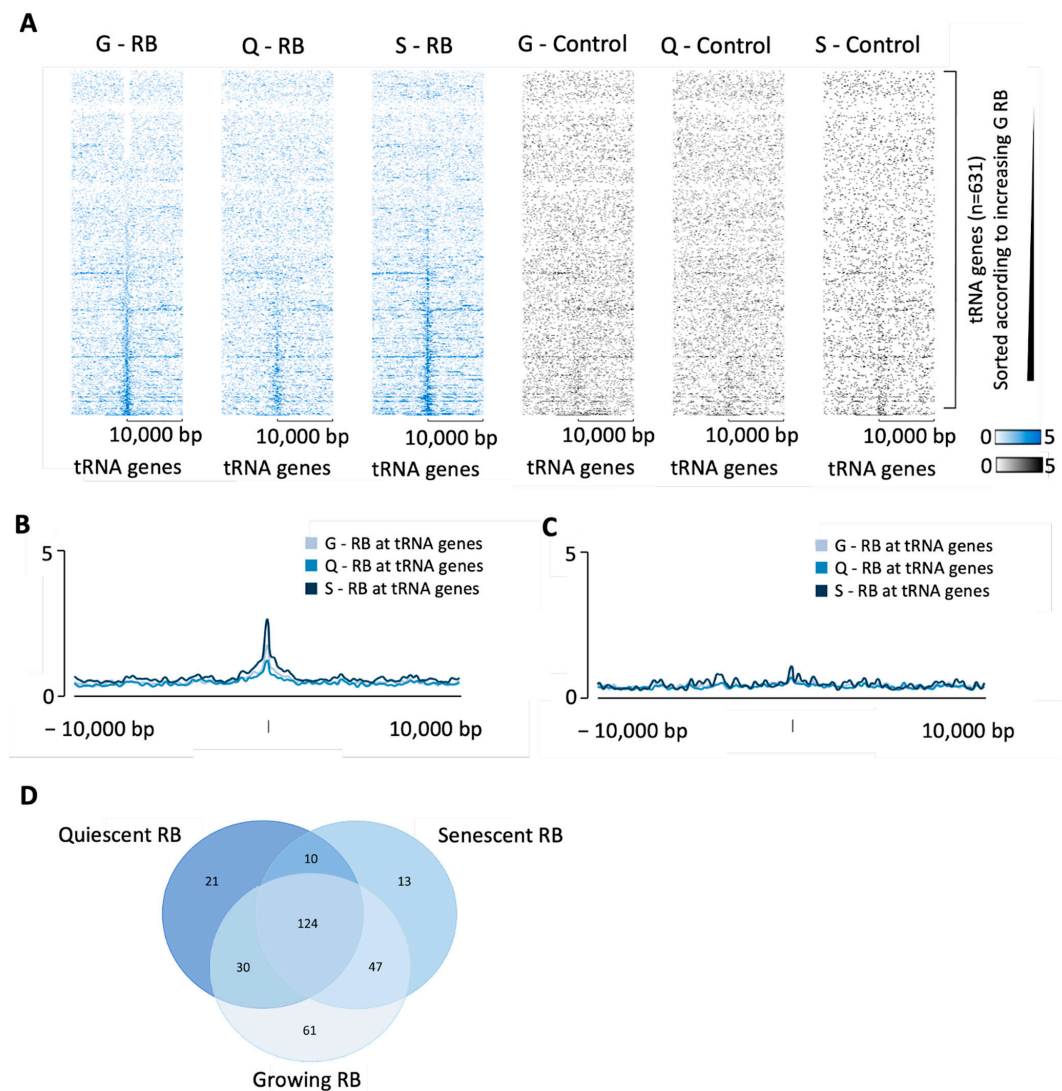 A
G - RB Q - RB S - RB G - Control Q - Control S - Control
tRNA genes (n=631)
Sorted according to increasing G RB
10,000 bp 10,000 bp 10,000 bp 10,000 bp 10,000 bp 10,000 bp
tRNA genes tRNA genes tRNA genes tRNA genes tRNA genes tRNA genes
0 5
0 5
B
5
G - RB at tRNA genes
Q - RB at tRNA genes
S - RB at tRNA genes
0
− 10,000 bp 10,000 bp
C
5
G - RB at tRNA genes
Q - RB at tRNA genes
S - RB at tRNA genes
0
− 10,000 bp 10,000 bp
D
Quiescent RB Senescent RB
10
21 13
124
30 47
61
Growing RB